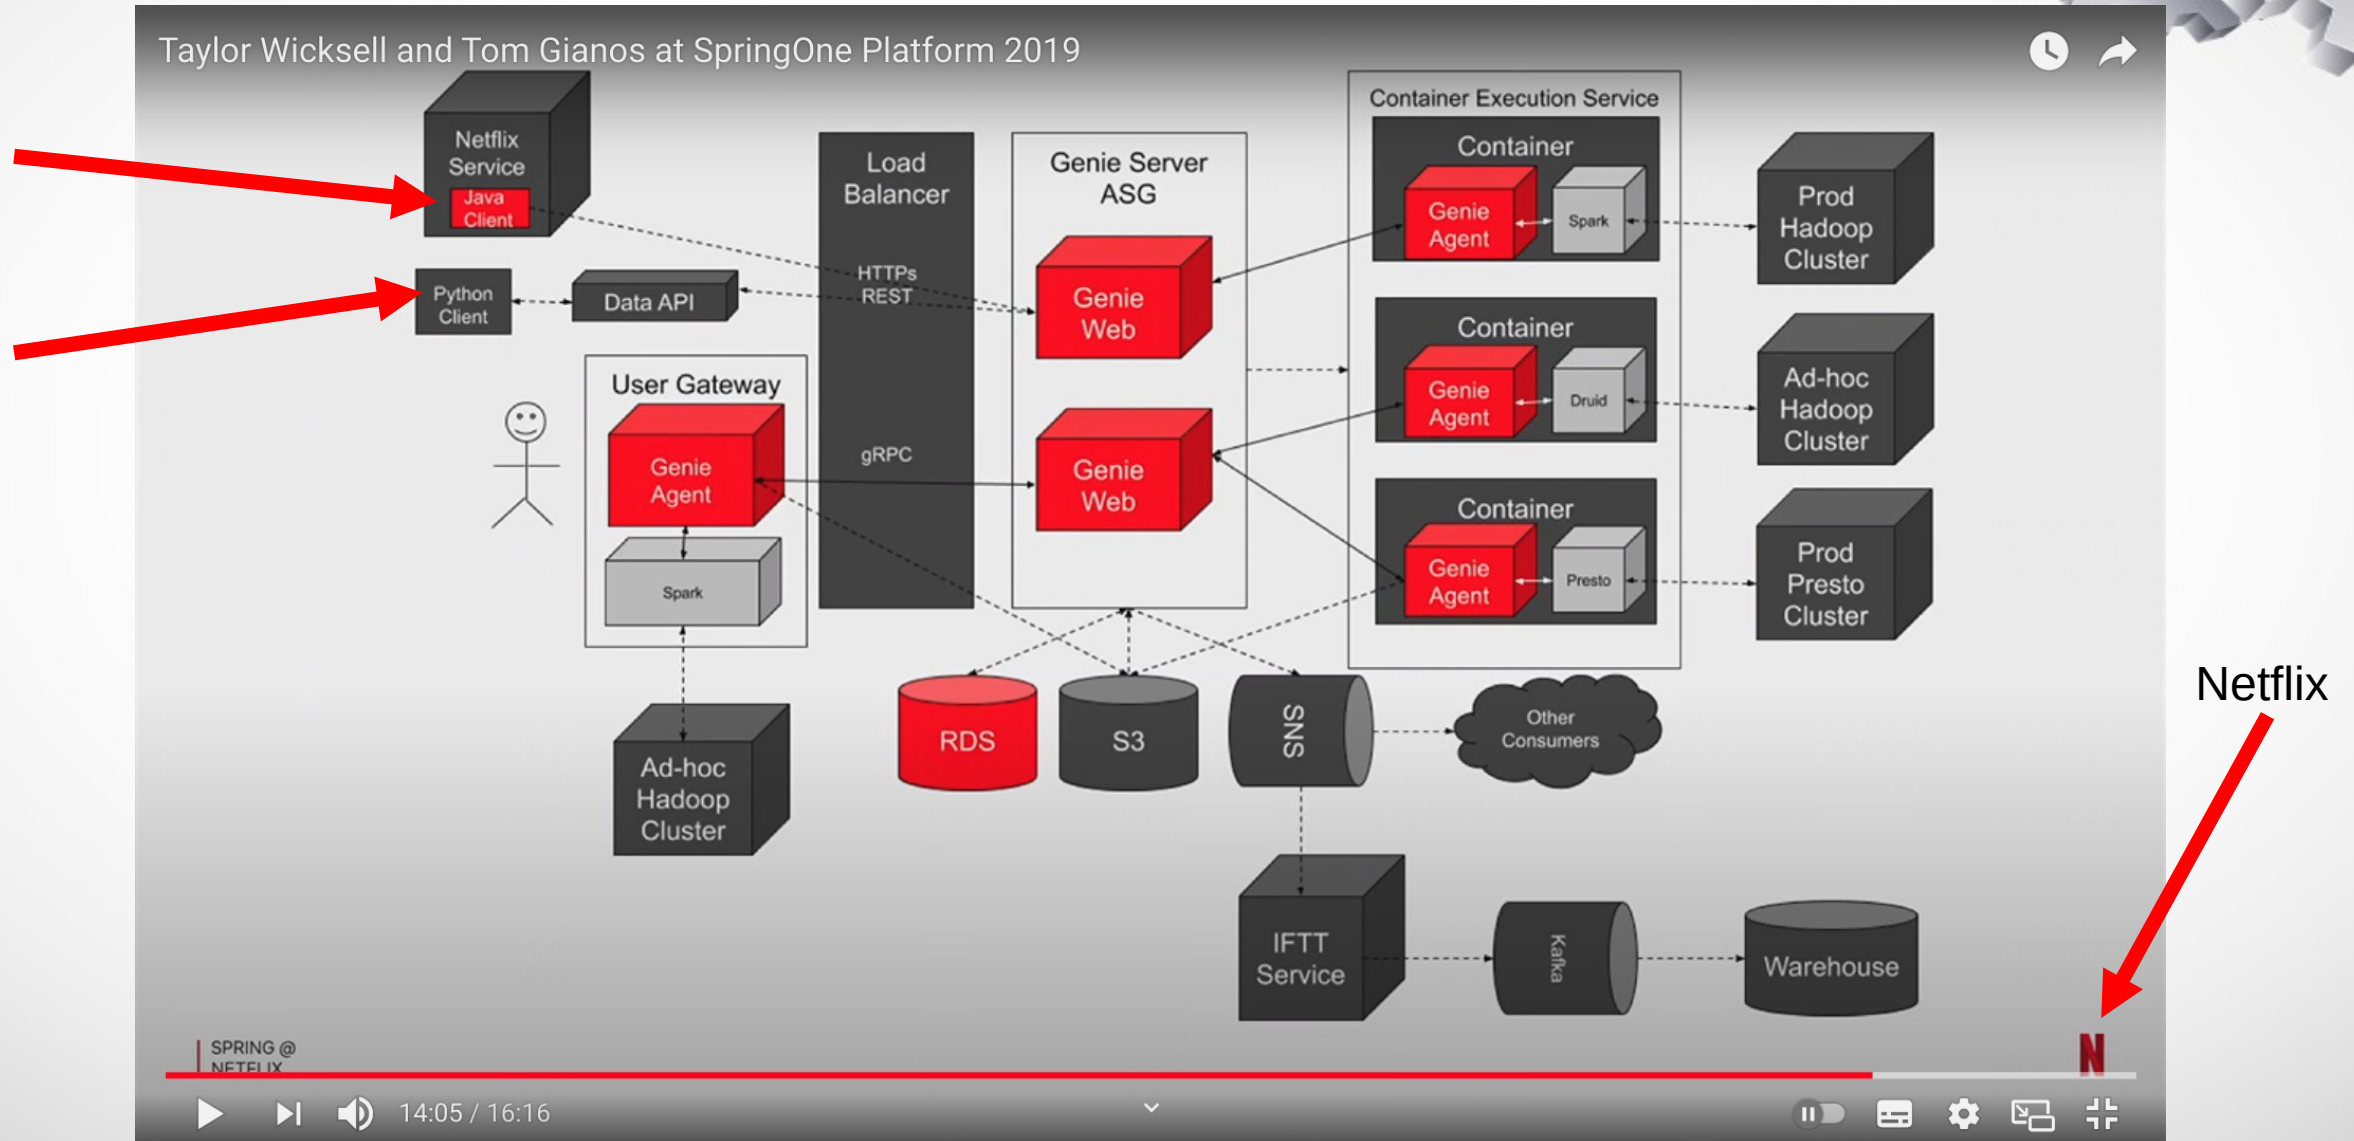 Taylor Wicksell and Tom Gianos at SpringOne Platform 2019
Netflix
Service
Java
Client
Python
Client
Data API
User Gateway
Genie
Agent
Spark
Ad-hoc
Hadoop
Cluster
Load
Balancer
HTTPs
REST
gRPC
Genie Server
ASG
Genie
Web
Genie
Web
Container Execution Service
Container
Genie
Agent
Spark
Container
Genie
Agent
Druid
Container
Genie
Agent
Presto
Prod
Hadoop
Cluster
Ad-hoc
Hadoop
Cluster
Prod
Presto
Cluster
RDS
S3
SNS
Other
Consumers
IFTT
Service
Kafka
Warehouse
Netflix
SPRING @
NETFLIX
N
14:05 / 16:16